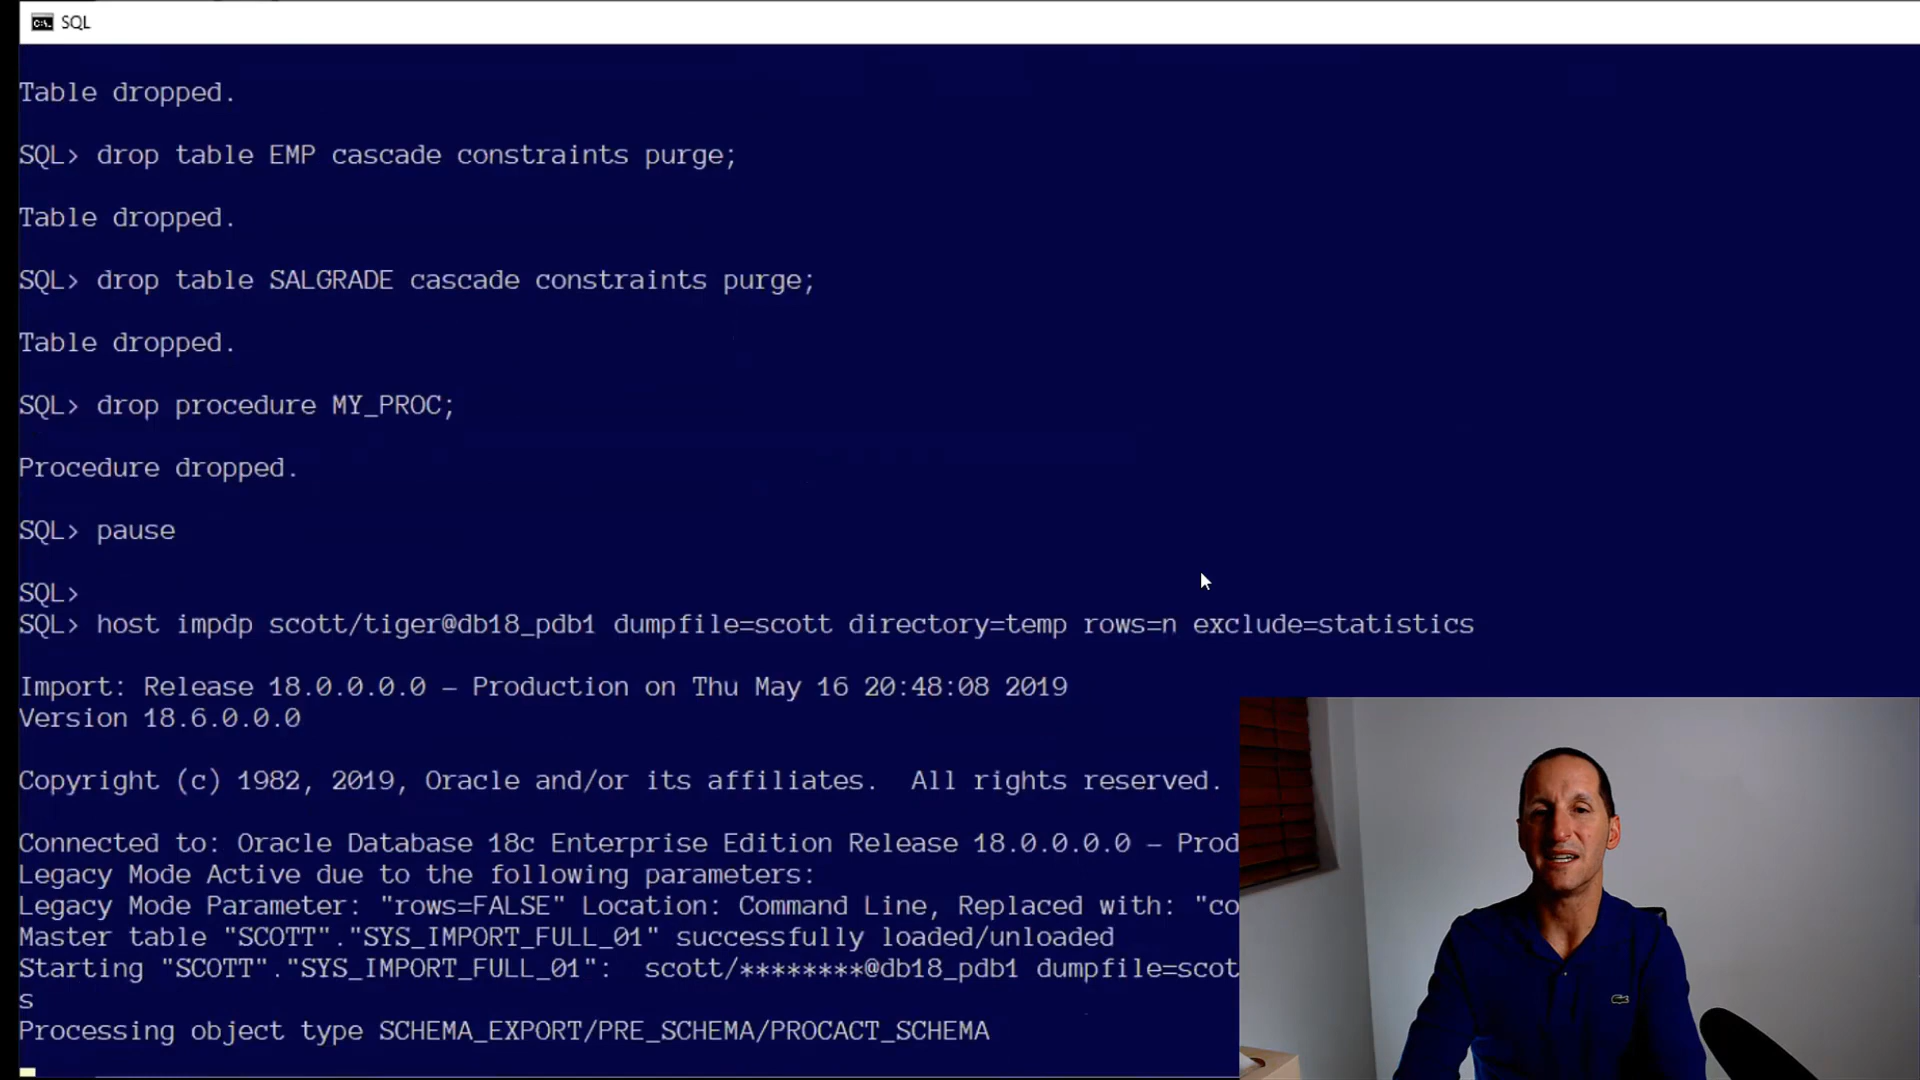 SQL
Table dropped.
SQL> drop table EMP cascade constraints purge;
Table dropped.
SQL> drop table SALGRADE cascade constraints purge;
Table dropped.
SQL> drop procedure MY_PROC;
Procedure dropped.
SQL> pause
SQL>
SQL> host impdp scott/tiger@db18_pdb1 dumpfile=scott directory=temp rows=n exclude=statistics
Import: Release 18.0.0.0.0 – Production on Thu May 16 20:48:08 2019
Version 18.6.0.0.0
Copyright (c) 1982, 2019, Oracle and/or its affiliates.  All rights reserved.
Connected to: Oracle Database 18c Enterprise Edition Release 18.0.0.0.0 – Prod
Legacy Mode Active due to the following parameters:
Legacy Mode Parameter: "rows=FALSE" Location: Command Line, Replaced with: "co
Master table "SCOTT"."SYS_IMPORT_FULL_01" successfully loaded/unloaded
Starting "SCOTT"."SYS_IMPORT_FULL_01":  scott/********@db18_pdb1 dumpfile=scot
s
Processing object type SCHEMA_EXPORT/PRE_SCHEMA/PROCACT_SCHEMA